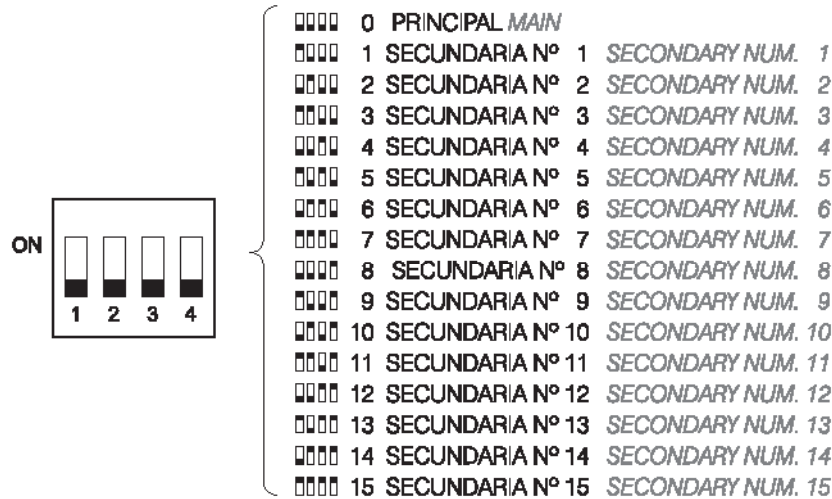 ON
1 2 3 4
0 PRINCIPAL MAIN
1 SECUNDARIA Nº 1 SECONDARY NUM. 1
2 SECUNDARIA Nº 2 SECONDARY NUM. 2
3 SECUNDARIA Nº 3 SECONDARY NUM. 3
4 SECUNDARIA Nº 4 SECONDARY NUM. 4
5 SECUNDARIA Nº 5 SECONDARY NUM. 5
6 SECUNDARIA Nº 6 SECONDARY NUM. 6
7 SECUNDARIA Nº 7 SECONDARY NUM. 7
8 SECUNDARIA Nº 8 SECONDARY NUM. 8
9 SECUNDARIA Nº 9 SECONDARY NUM. 9
10 SECUNDARIA Nº 10 SECONDARY NUM. 10
11 SECUNDARIA Nº 11 SECONDARY NUM. 11
12 SECUNDARIA Nº 12 SECONDARY NUM. 12
13 SECUNDARIA Nº 13 SECONDARY NUM. 13
14 SECUNDARIA Nº 14 SECONDARY NUM. 14
15 SECUNDARIA Nº 15 SECONDARY NUM. 15